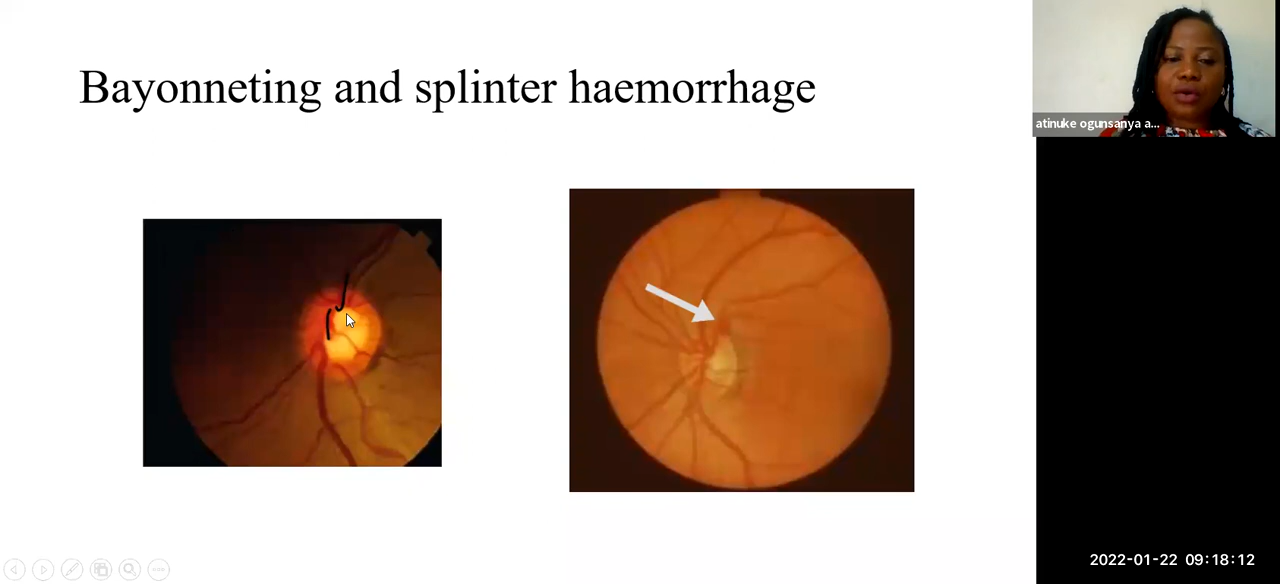 Bayonneting and splinter haemorrhage
atinuke ogunsanya a...
2022-01-22 09:18:12